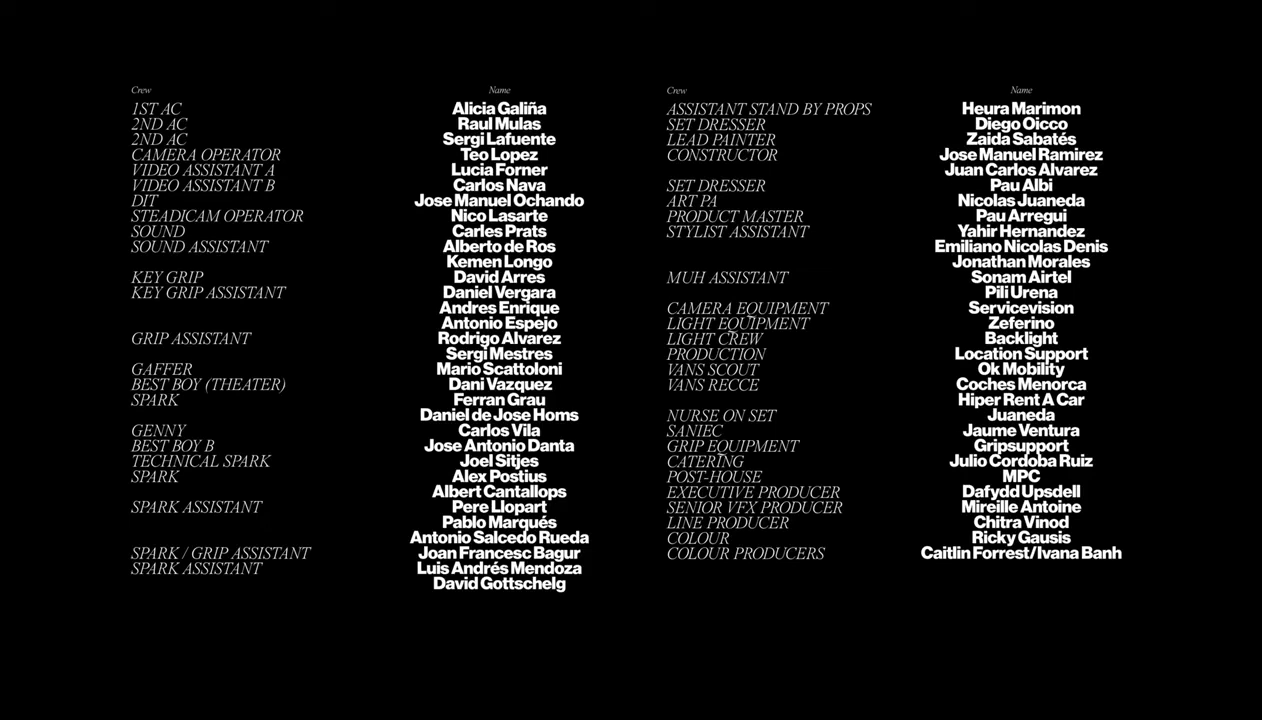 Crew Name
1ST AC Alicia Galiña
2ND AC Raul Mulas
2ND AC Sergi Lafuente
CAMERA OPERATOR Teo Lopez
VIDEO ASSISTANT A Lucia Forner
VIDEO ASSISTANT B Carlos Nava
DIT Jose Manuel Ochando
STEADICAM OPERATOR Nico Lasarte
SOUND Carles Prats
SOUND ASSISTANT Alberto de Ros
Kemen Longo
KEY GRIP David Arres
KEY GRIP ASSISTANT Daniel Vergara
Andres Enrique
Antonio Espejo
GRIP ASSISTANT Rodrigo Alvarez
Sergi Mestres
GAFFER Mario Scattoloni
BEST BOY (THEATER) Dani Vazquez
SPARK Ferran Grau
Daniel de Jose Homs
GENNY Carlos Vila
BEST BOY B Jose Antonio Danta
TECHNICAL SPARK Joel Sitjes
SPARK Alex Postius
Albert Cantallops
SPARK ASSISTANT Pere Llopart
Pablo Marqués
Antonio Salcedo Rueda
SPARK / GRIP ASSISTANT Joan Francesc Bagur
SPARK ASSISTANT Luis Andrés Mendoza
David Gottschelg
Crew Name
ASSISTANT STAND BY PROPS Heura Marimon
SET DRESSER Diego Oicco
LEAD PAINTER Zaida Sabatés
CONSTRUCTOR Jose Manuel Ramirez
Juan Carlos Alvarez
SET DRESSER Pau Albi
ART PA Nicolas Juaneda
PRODUCT MASTER Pau Arregui
STYLIST ASSISTANT Yahir Hernandez
Emiliano Nicolas Denis
Jonathan Morales
MUH ASSISTANT Sonam Airtel
Pili Urena
CAMERA EQUIPMENT Servicevision
LIGHT EQUIPMENT Zeferino
LIGHT CREW Backlight
PRODUCTION Location Support
VANS SCOUT Ok Mobility
VANS RECCE Coches Menorca
Hiper Rent A Car
NURSE ON SET Juaneda
SANIEC Jaume Ventura
GRIP EQUIPMENT Gripsupport
CATERING Julio Cordoba Ruiz
POST-HOUSE MPC
EXECUTIVE PRODUCER Dafydd Upsdell
SENIOR VFX PRODUCER Mireille Antoine
LINE PRODUCER Chitra Vinod
COLOUR Ricky Gausis
COLOUR PRODUCERS Caitlin Forrest/Ivana Banh